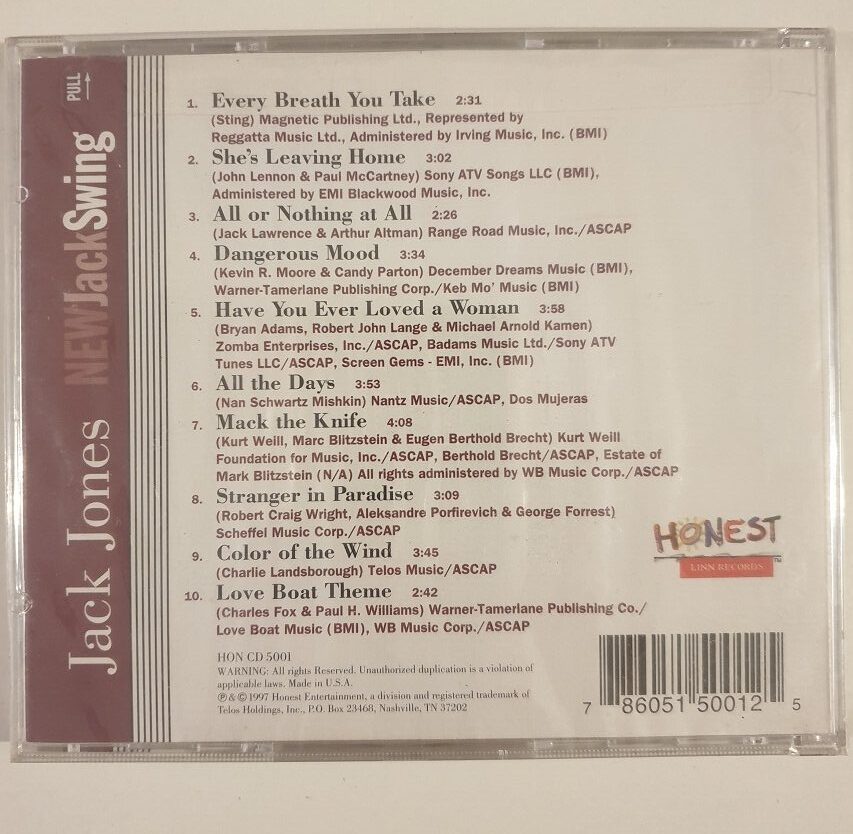 PULL
Jack Jones NEWJackSwing
1. Every Breath You Take 2:31
(Sting) Magnetic Publishing Ltd., Represented by
Reggatta Music Ltd., Administered by Irving Music, Inc. (BMI)
2. She's Leaving Home 3:02
(John Lennon & Paul McCartney) Sony ATV Songs LLC (BMI),
Administered by EMI Blackwood Music, Inc.
3. All or Nothing at All 2:26
(Jack Lawrence & Arthur Altman) Range Road Music, Inc./ASCAP
4. Dangerous Mood 3:34
(Kevin R. Moore & Candy Parton) December Dreams Music (BMI),
Warner-Tamerlane Publishing Corp./Keb Mo' Music (BMI)
5. Have You Ever Loved a Woman 3:58
(Bryan Adams, Robert John Lange & Michael Arnold Kamen)
Zomba Enterprises, Inc./ASCAP, Badams Music Ltd./Sony ATV
Tunes LLC/ASCAP, Screen Gems - EMI, Inc. (BMI)
6. All the Days 3:53
(Nan Schwartz Mishkin) Nantz Music/ASCAP, Dos Mujeras
7. Mack the Knife 4:08
(Kurt Weill, Marc Blitzstein & Eugen Berthold Brecht) Kurt Weill
Foundation for Music, Inc./ASCAP, Berthold Brecht/ASCAP, Estate of
Mark Blitzstein (N/A) All rights administered by WB Music Corp./ASCAP
8. Stranger in Paradise 3:09
(Robert Craig Wright, Aleksandre Porfirevich & George Forrest)
Scheffel Music Corp./ASCAP
9. Color of the Wind 3:45
(Charlie Landsborough) Telos Music/ASCAP
10. Love Boat Theme 2:42
(Charles Fox & Paul H. Williams) Warner-Tamerlane Publishing Co./
Love Boat Music (BMI), WB Music Corp./ASCAP
HONEST
LINN RECORDS™
HON CD 5001
WARNING: All rights Reserved. Unauthorized duplication is a violation of
applicable laws. Made in U.S.A.
℗ & © 1997 Honest Entertainment, a division and registered trademark of
Telos Holdings, Inc., P.O. Box 23468, Nashville, TN 37202
7 86051 50012 5